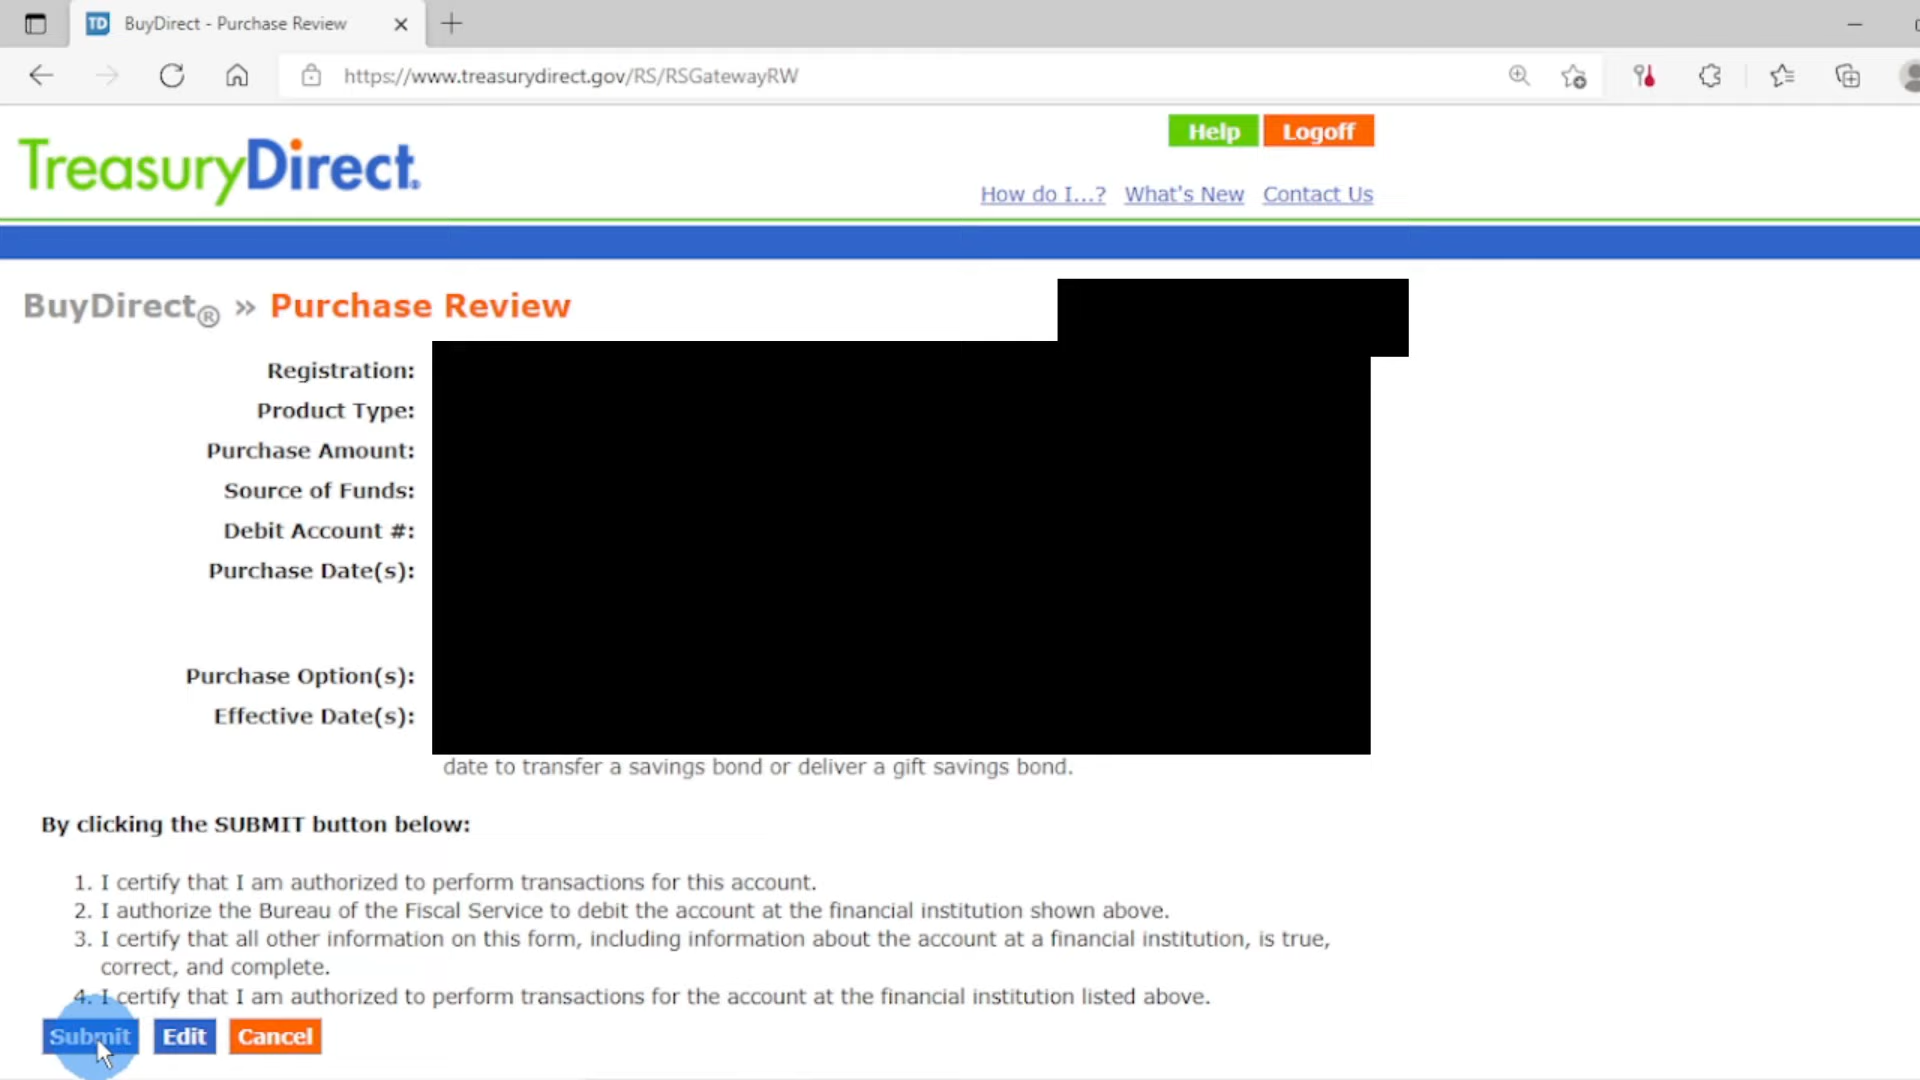 TD BuyDirect - Purchase Review
https://www.treasurydirect.gov/RS/RSGatewayRW
Help Logoff
TreasuryDirect®
How do I...? What's New Contact Us
BuyDirect® » Purchase Review
Registration:
Product Type:
Purchase Amount:
Source of Funds:
Debit Account #:
Purchase Date(s):
Purchase Option(s):
Effective Date(s):
date to transfer a savings bond or deliver a gift savings bond.
By clicking the SUBMIT button below:
1. I certify that I am authorized to perform transactions for this account.
2. I authorize the Bureau of the Fiscal Service to debit the account at the financial institution shown above.
3. I certify that all other information on this form, including information about the account at a financial institution, is true,
correct, and complete.
4. I certify that I am authorized to perform transactions for the account at the financial institution listed above.
Submit Edit Cancel